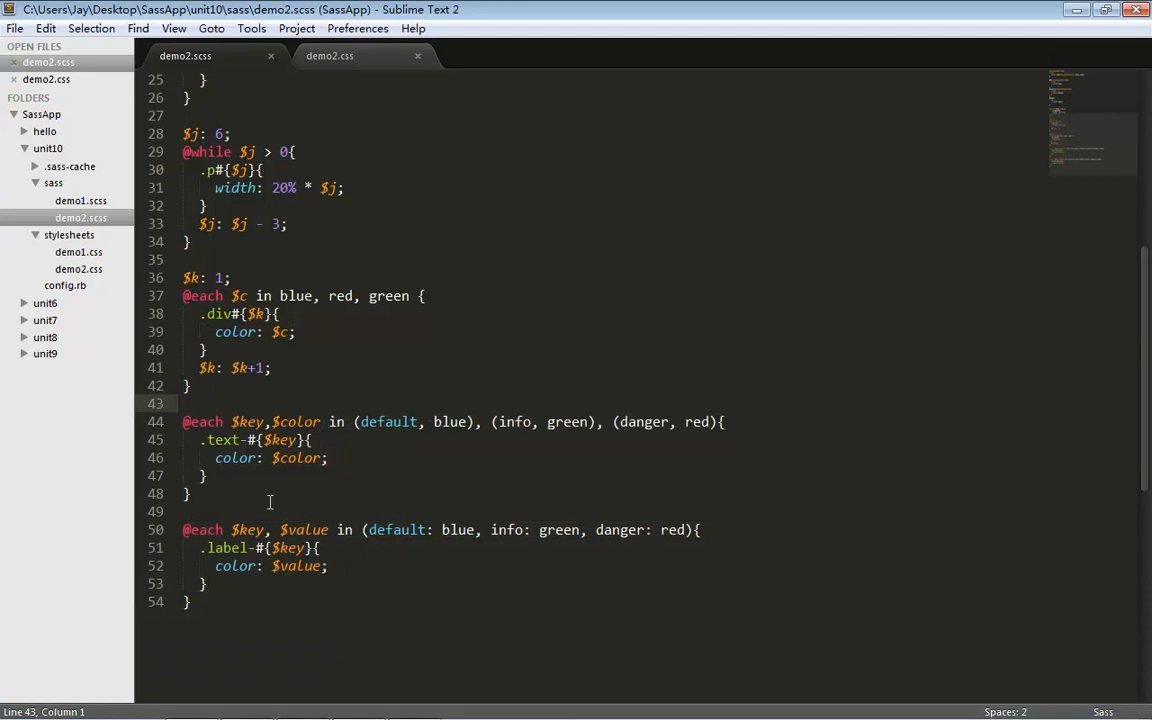 C:\Users\Jay\Desktop\SassApp\unit10\sass\demo2.scss (SassApp) - Sublime Text 2
File Edit Selection Find View Goto Tools Project Preferences Help
OPEN FILES
demo2.scss
demo2.css
FOLDERS
SassApp
hello
unit10
.sass-cache
sass
demo1.scss
demo2.scss
stylesheets
demo1.css
demo2.css
config.rb
unit6
unit7
unit8
unit9
demo2.scss demo2.css
25 }
26 }
27
28 $j: 6;
29 @while $j > 0{
30 .p#{$j}{
31 width: 20% * $j;
32 }
33 $j: $j - 3;
34 }
35
36 $k: 1;
37 @each $c in blue, red, green {
38 .div#{$k}{
39 color: $c;
40 }
41 $k: $k+1;
42 }
43
44 @each $key,$color in (default, blue), (info, green), (danger, red){
45 .text-#{$key}{
46 color: $color;
47 }
48 }
49
50 @each $key, $value in (default: blue, info: green, danger: red){
51 .label-#{$key}{
52 color: $value;
53 }
54 }
Line 43, Column 1 Spaces: 2 Sass